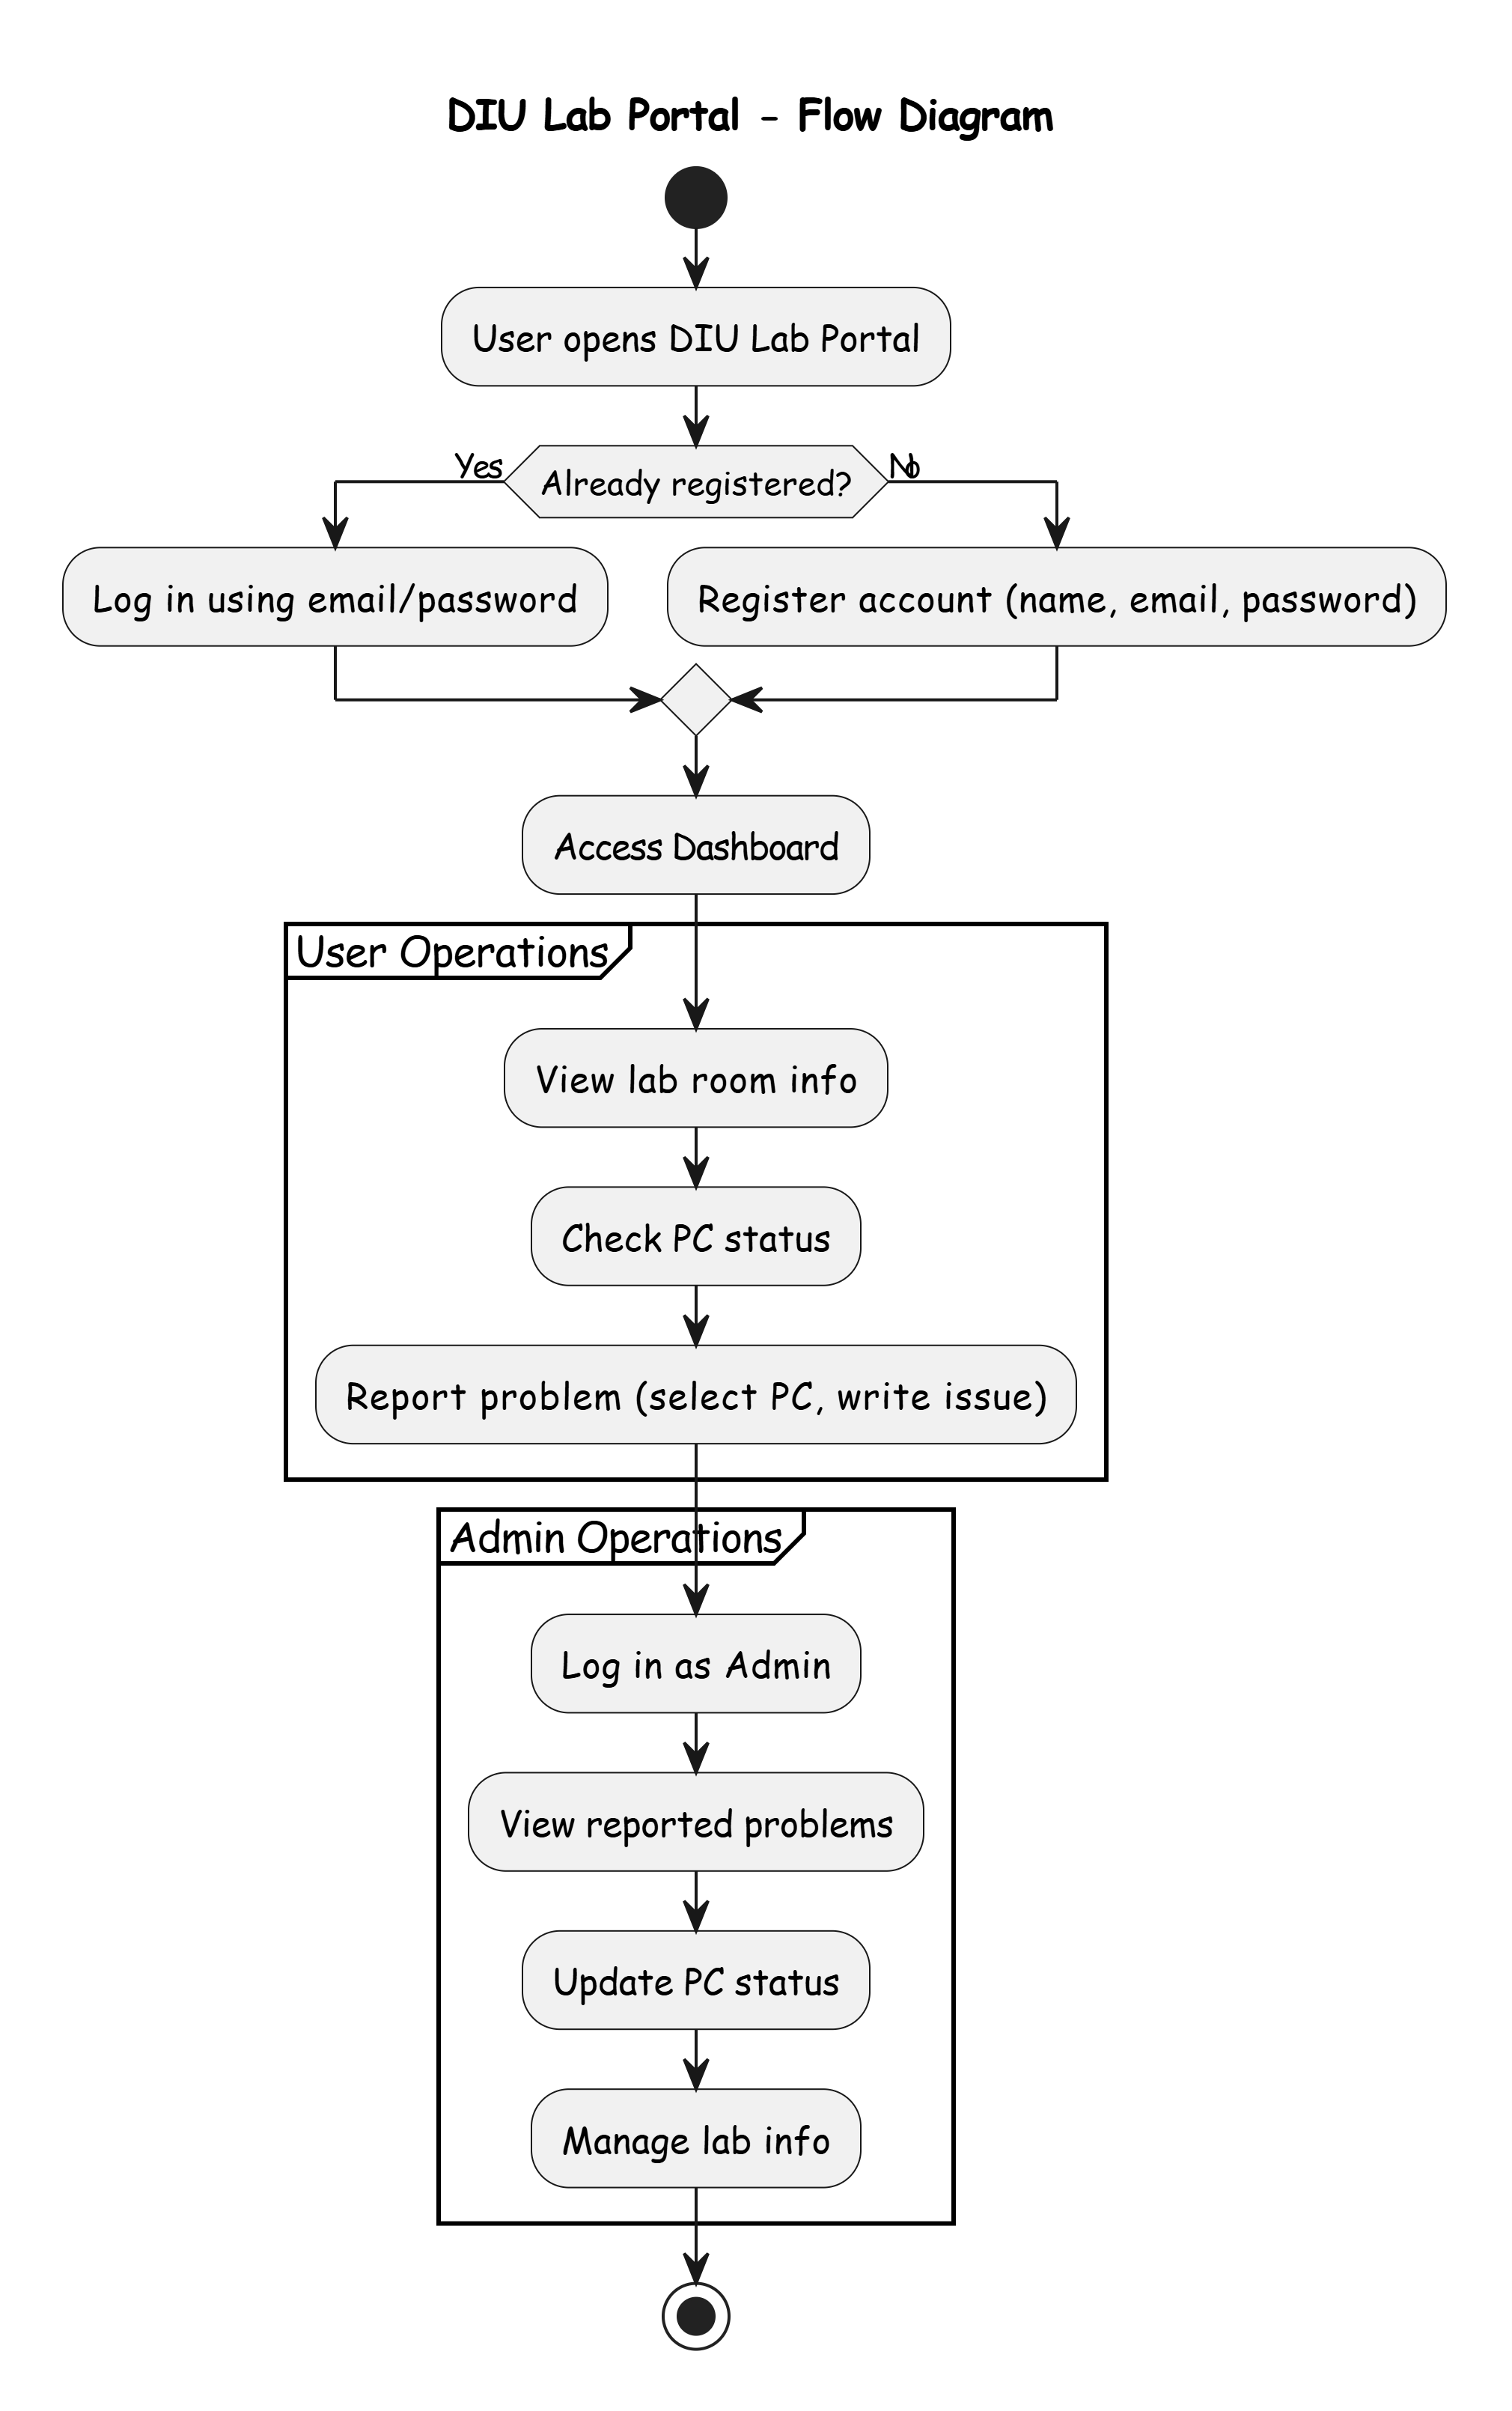 DIU Lab Portal - Flow Diagram
User opens DIU Lab Portal
Already registered?
Yes
No
Log in using email/password
Register account (name, email, password)
Access Dashboard
User Operations
View lab room info
Check PC status
Report problem (select PC, write issue)
Admin Operations
Log in as Admin
View reported problems
Update PC status
Manage lab info